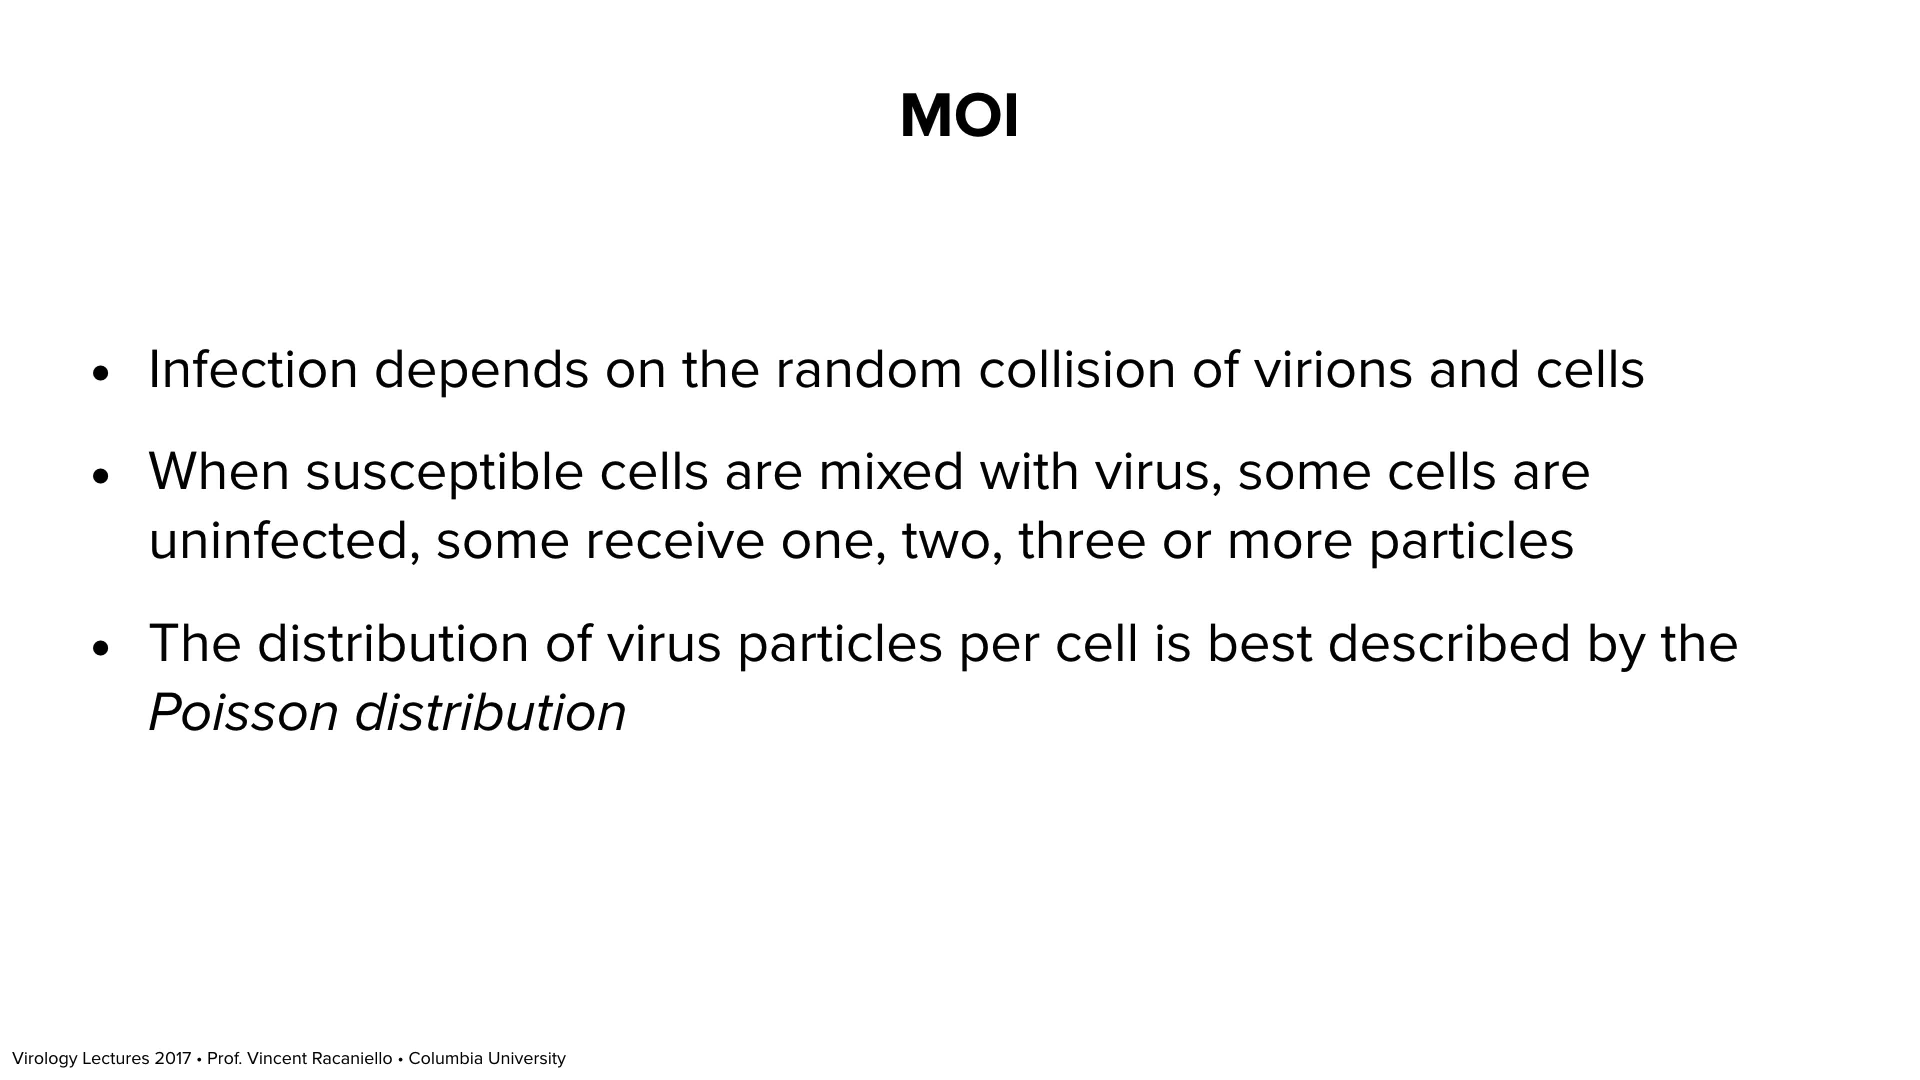 MOI
• Infection depends on the random collision of virions and cells
• When susceptible cells are mixed with virus, some cells are
uninfected, some receive one, two, three or more particles
• The distribution of virus particles per cell is best described by the
Poisson distribution
Virology Lectures 2017 • Prof. Vincent Racaniello • Columbia University